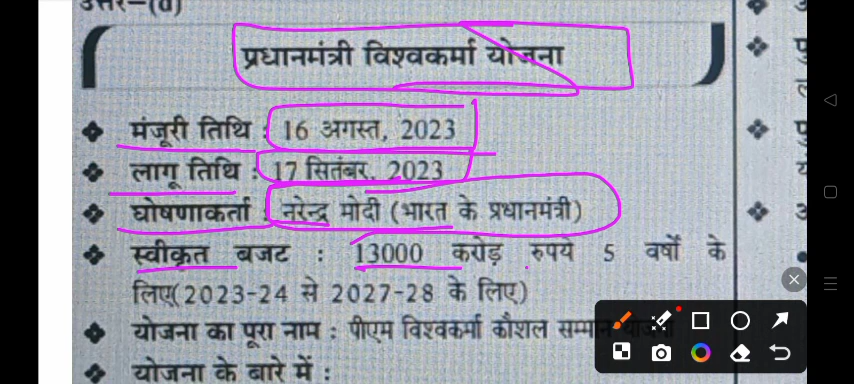 उत्तर–(d)
प्रधानमंत्री विश्वकर्मा योजना
❖ मंजूरी तिथि : 16 अगस्त, 2023
❖ लागू तिथि : 17 सितंबर, 2023
❖ घोषणाकर्ता : नरेन्द्र मोदी (भारत के प्रधानमंत्री)
❖ स्वीकृत बजट : 13000 करोड़ रुपये 5 वर्षों के
लिए(2023-24 से 2027-28 के लिए)
❖ योजना का पूरा नाम : पीएम विश्वकर्मा कौशल सम्मान योजना
❖ योजना के बारे में :